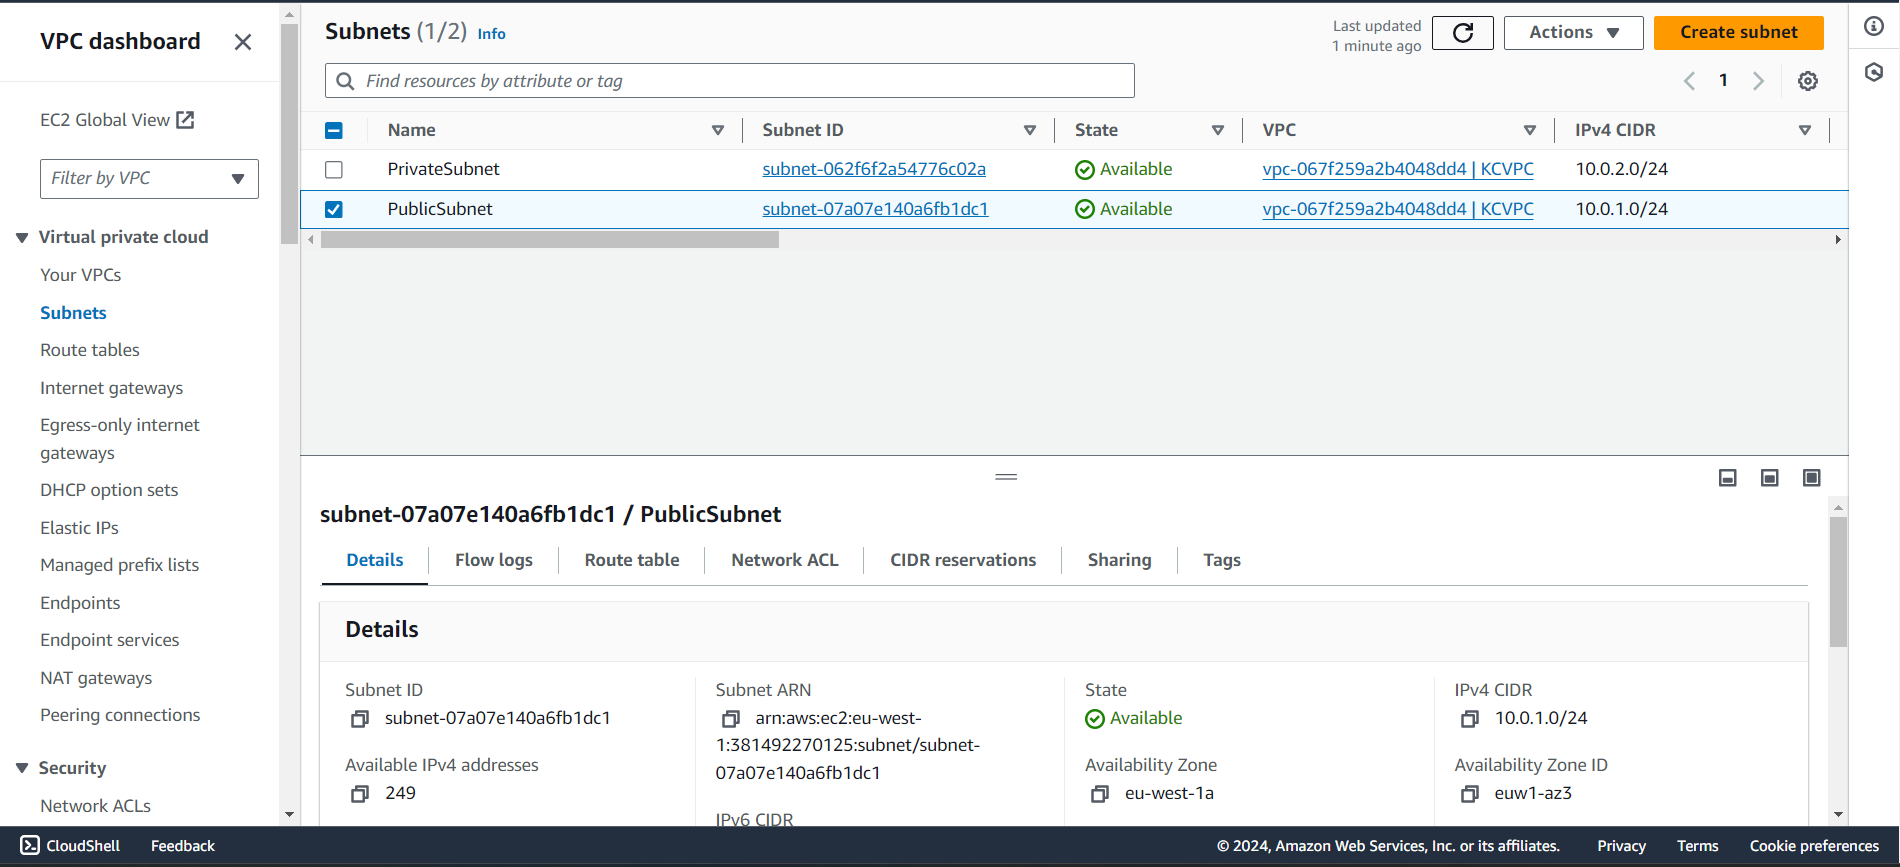 VPC dashboard
EC2 Global View
Filter by VPC
Virtual private cloud
Your VPCs
Subnets
Route tables
Internet gateways
Egress-only internet
gateways
DHCP option sets
Elastic IPs
Managed prefix lists
Endpoints
Endpoint services
NAT gateways
Peering connections
Security
Network ACLs
Subnets (1/2) Info
Last updated
1 minute ago
Actions
Create subnet
Find resources by attribute or tag
1
Name Subnet ID State VPC IPv4 CIDR
PrivateSubnet subnet-062f6f2a54776c02a Available vpc-067f259a2b4048dd4 | KCVPC 10.0.2.0/24
PublicSubnet subnet-07a07e140a6fb1dc1 Available vpc-067f259a2b4048dd4 | KCVPC 10.0.1.0/24
subnet-07a07e140a6fb1dc1 / PublicSubnet
Details Flow logs Route table Network ACL CIDR reservations Sharing Tags
Details
Subnet ID
subnet-07a07e140a6fb1dc1
Available IPv4 addresses
249
Subnet ARN
arn:aws:ec2:eu-west-
1:381492270125:subnet/subnet-
07a07e140a6fb1dc1
IPv6 CIDR
State
Available
Availability Zone
eu-west-1a
IPv4 CIDR
10.0.1.0/24
Availability Zone ID
euw1-az3
CloudShell Feedback © 2024, Amazon Web Services, Inc. or its affiliates. Privacy Terms Cookie preferences